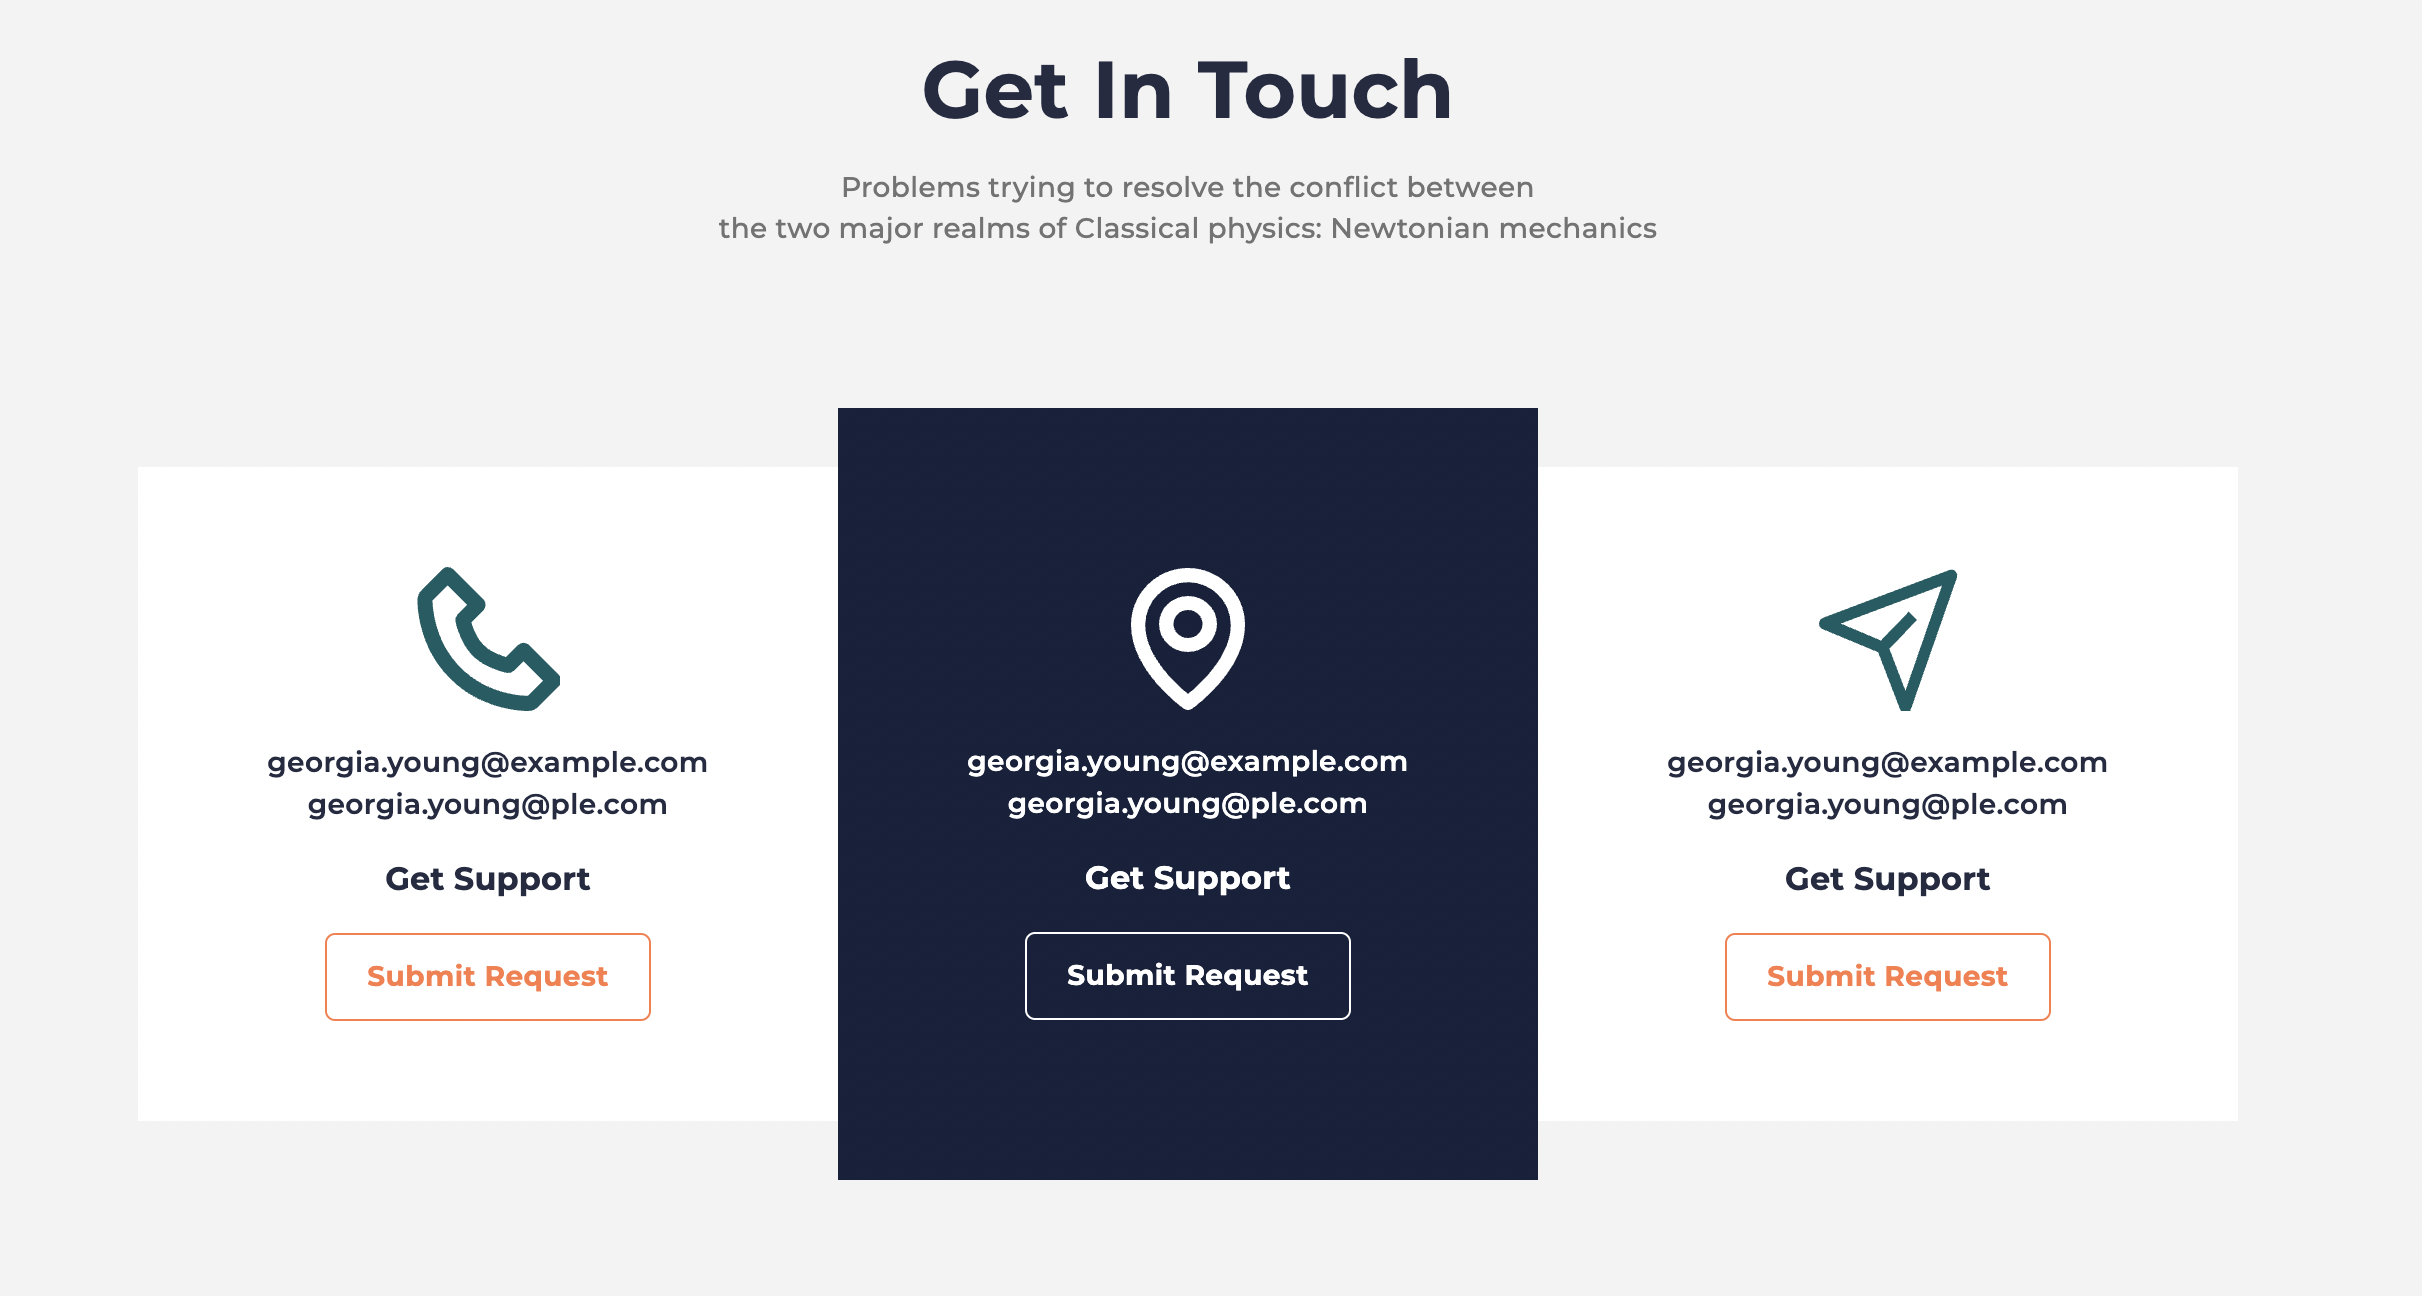 Get In Touch
Problems trying to resolve the conflict between
the two major realms of Classical physics: Newtonian mechanics
georgia.young@example.com
georgia.young@ple.com
Get Support
Submit Request
georgia.young@example.com
georgia.young@ple.com
Get Support
Submit Request
georgia.young@example.com
georgia.young@ple.com
Get Support
Submit Request